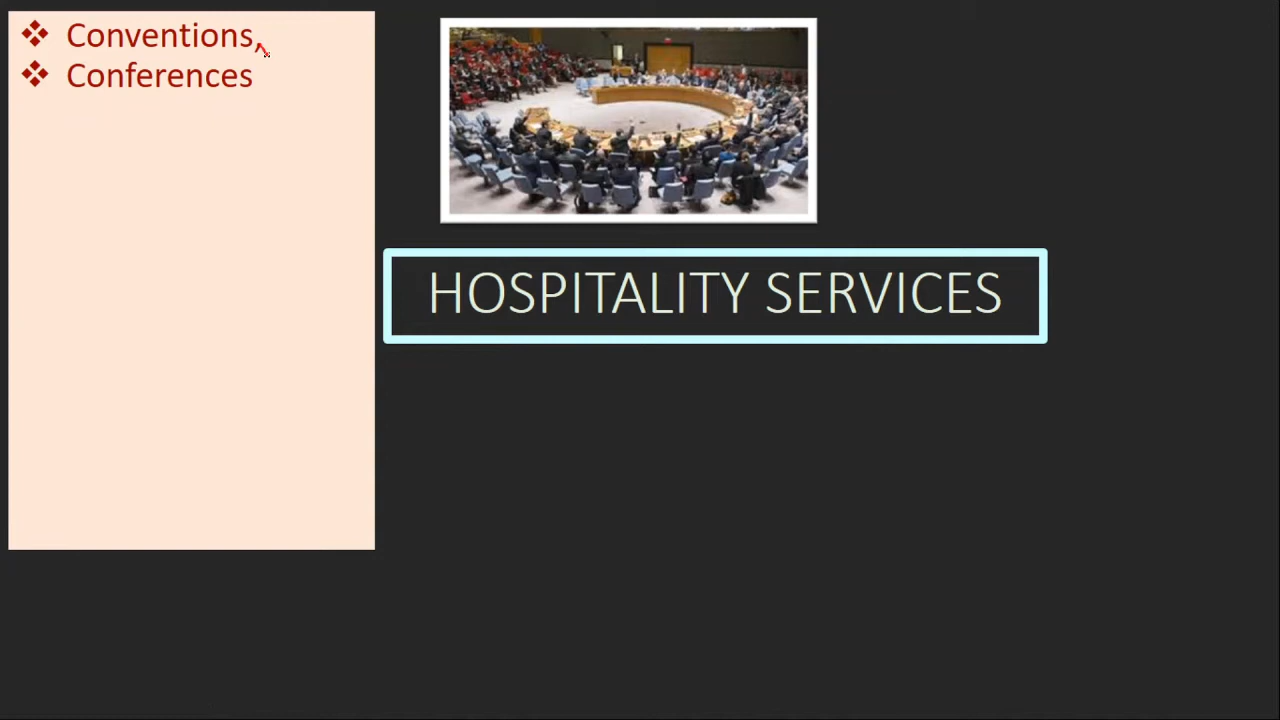 ❖ Conventions,
❖ Conferences
HOSPITALITY SERVICES